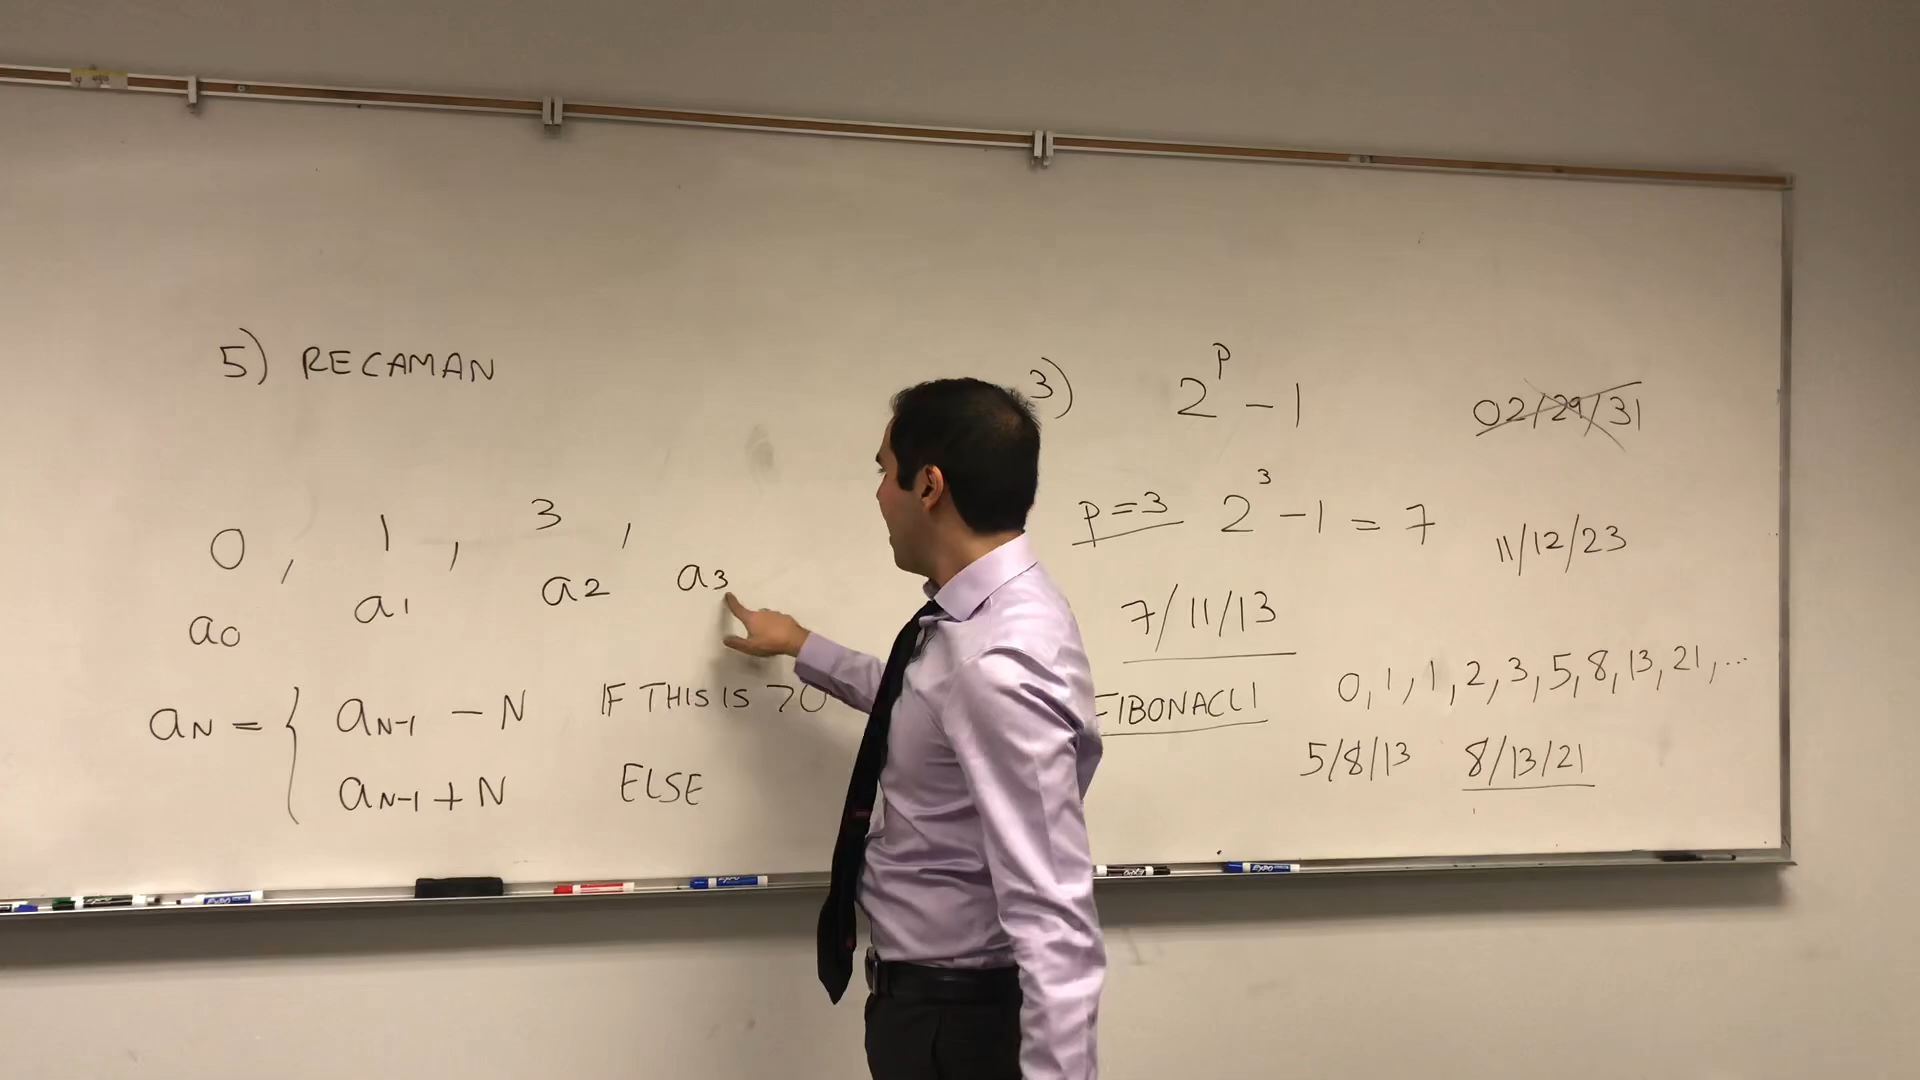 5) RECAMAN
0, 1, 3,
a0 a1 a2 a3
aN = { aN-1 - N IF THIS IS >0
aN-1 + N ELSE
3) 2^P - 1
02/29/31
p=3 2^3 - 1 = 7
11/12/23
7/11/13
FIBONACCI
0, 1, 1, 2, 3, 5, 8, 13, 21, ...
5/8/13 8/13/21
EXPO